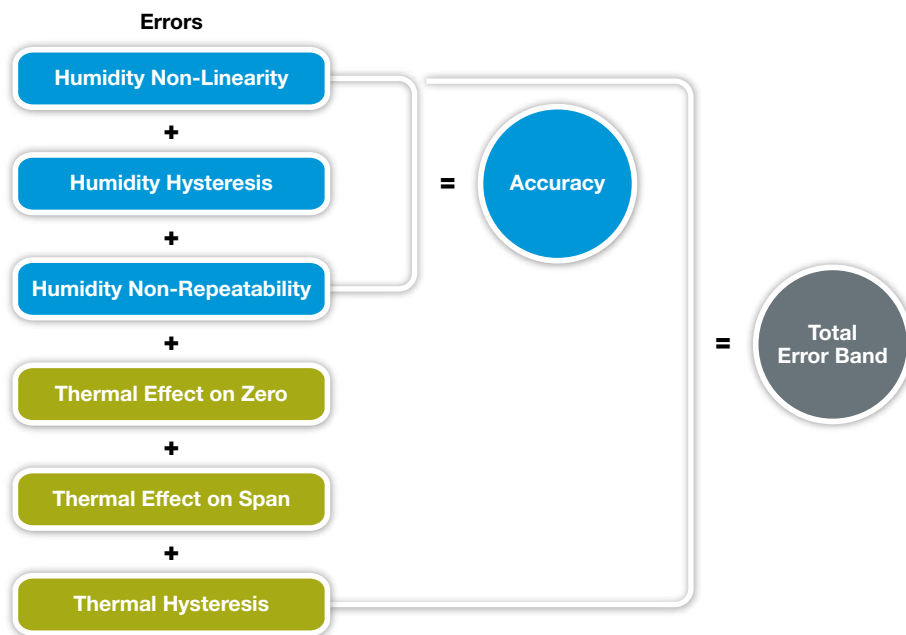 Errors
Humidity Non-Linearity
+
Humidity Hysteresis
+
Humidity Non-Repeatability
+
Thermal Effect on Zero
+
Thermal Effect on Span
+
Thermal Hysteresis
=
Accuracy
=
Total
Error Band